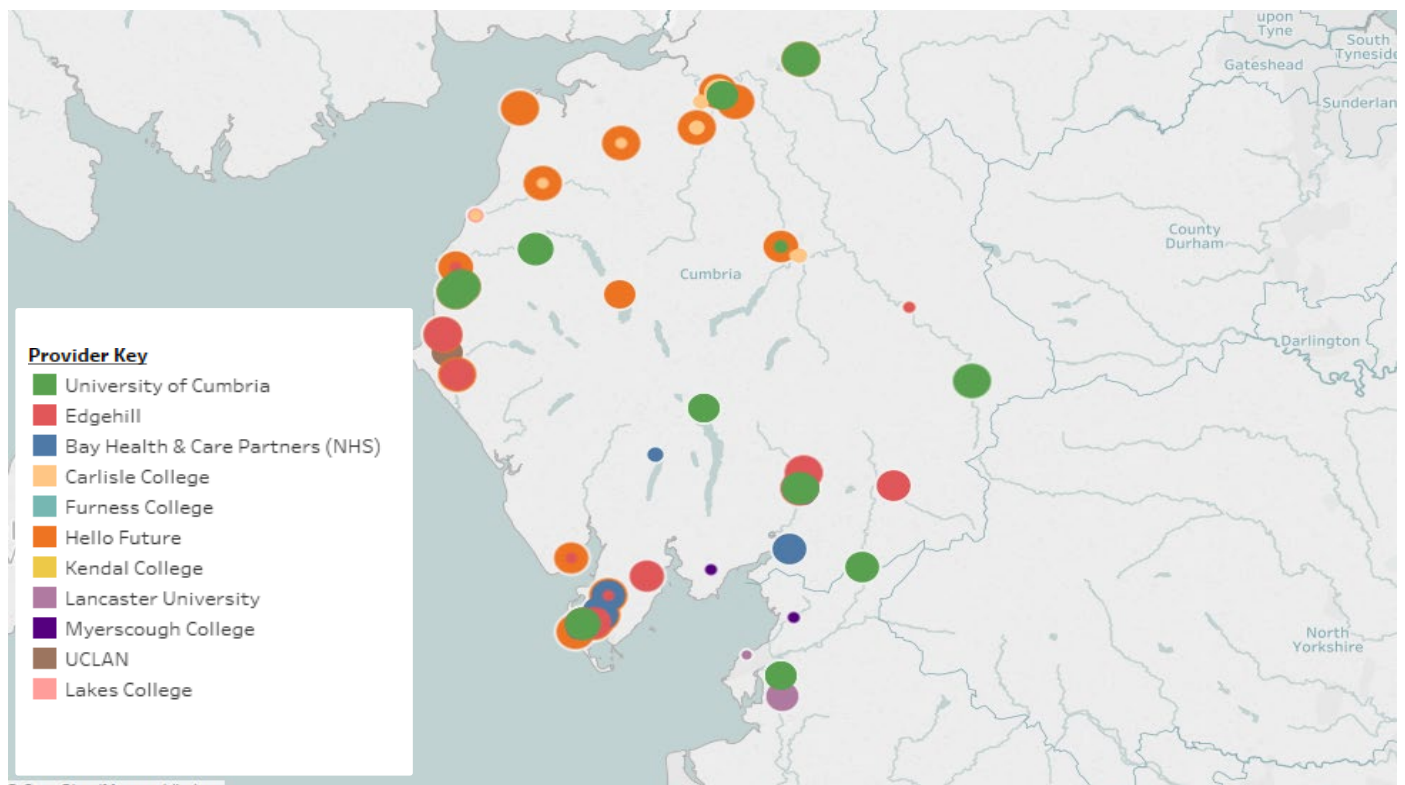 upon
Tyne
South
Tyneside
Gateshead
Sunderlan
County
Durham
Cumbria
Darlington
North
Yorkshire
Provider Key
University of Cumbria
Edgehill
Bay Health & Care Partners (NHS)
Carlisle College
Furness College
Hello Future
Kendal College
Lancaster University
Myerscough College
UCLAN
Lakes College